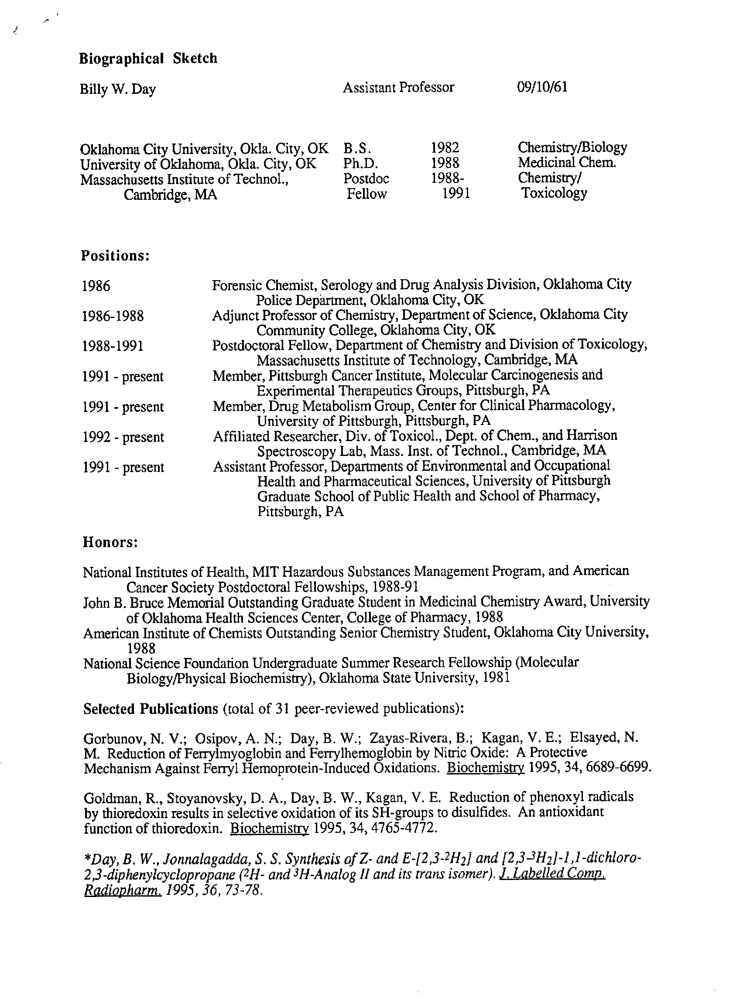 Biographical Sketch
Billy W. Day Assistant Professor 09/10/61
Oklahoma City University, Okla. City, OK B.S. 1982 Chemistry/Biology
University of Oklahoma, Okla. City, OK Ph.D. 1988 Medicinal Chem.
Massachusetts Institute of Technol., Postdoc 1988- Chemistry/
Cambridge, MA Fellow 1991 Toxicology
Positions:
1986 Forensic Chemist, Serology and Drug Analysis Division, Oklahoma City
Police Department, Oklahoma City, OK
1986-1988 Adjunct Professor of Chemistry, Department of Science, Oklahoma City
Community College, Oklahoma City, OK
1988-1991 Postdoctoral Fellow, Department of Chemistry and Division of Toxicology,
Massachusetts Institute of Technology, Cambridge, MA
1991 - present Member, Pittsburgh Cancer Institute, Molecular Carcinogenesis and
Experimental Therapeutics Groups, Pittsburgh, PA
1991 - present Member, Drug Metabolism Group, Center for Clinical Pharmacology,
University of Pittsburgh, Pittsburgh, PA
1992 - present Affiliated Researcher, Div. of Toxicol., Dept. of Chem., and Harrison
Spectroscopy Lab, Mass. Inst. of Technol., Cambridge, MA
1991 - present Assistant Professor, Departments of Environmental and Occupational
Health and Pharmaceutical Sciences, University of Pittsburgh
Graduate School of Public Health and School of Pharmacy,
Pittsburgh, PA
Honors:
National Institutes of Health, MIT Hazardous Substances Management Program, and American
Cancer Society Postdoctoral Fellowships, 1988-91
John B. Bruce Memorial Outstanding Graduate Student in Medicinal Chemistry Award, University
of Oklahoma Health Sciences Center, College of Pharmacy, 1988
American Institute of Chemists Outstanding Senior Chemistry Student, Oklahoma City University,
1988
National Science Foundation Undergraduate Summer Research Fellowship (Molecular
Biology/Physical Biochemistry), Oklahoma State University, 1981
Selected Publications (total of 31 peer-reviewed publications):
Gorbunov, N. V.; Osipov, A. N.; Day, B. W.; Zayas-Rivera, B.; Kagan, V. E.; Elsayed, N.
M. Reduction of Ferrylmyoglobin and Ferrylhemoglobin by Nitric Oxide: A Protective
Mechanism Against Ferryl Hemoprotein-Induced Oxidations. Biochemistry 1995, 34, 6689-6699.
Goldman, R., Stoyanovsky, D. A., Day, B. W., Kagan, V. E. Reduction of phenoxyl radicals
by thioredoxin results in selective oxidation of its SH-groups to disulfides. An antioxidant
function of thioredoxin. Biochemistry 1995, 34, 4765-4772.
*Day, B. W., Jonnalagadda, S. S. Synthesis of Z- and E-[2,3-²H₂] and [2,3-³H₂]-1,1-dichloro-
2,3-diphenylcyclopropane (²H- and ³H-Analog II and its trans isomer). J. Labelled Comp.
Radiopharm. 1995, 36, 73-78.